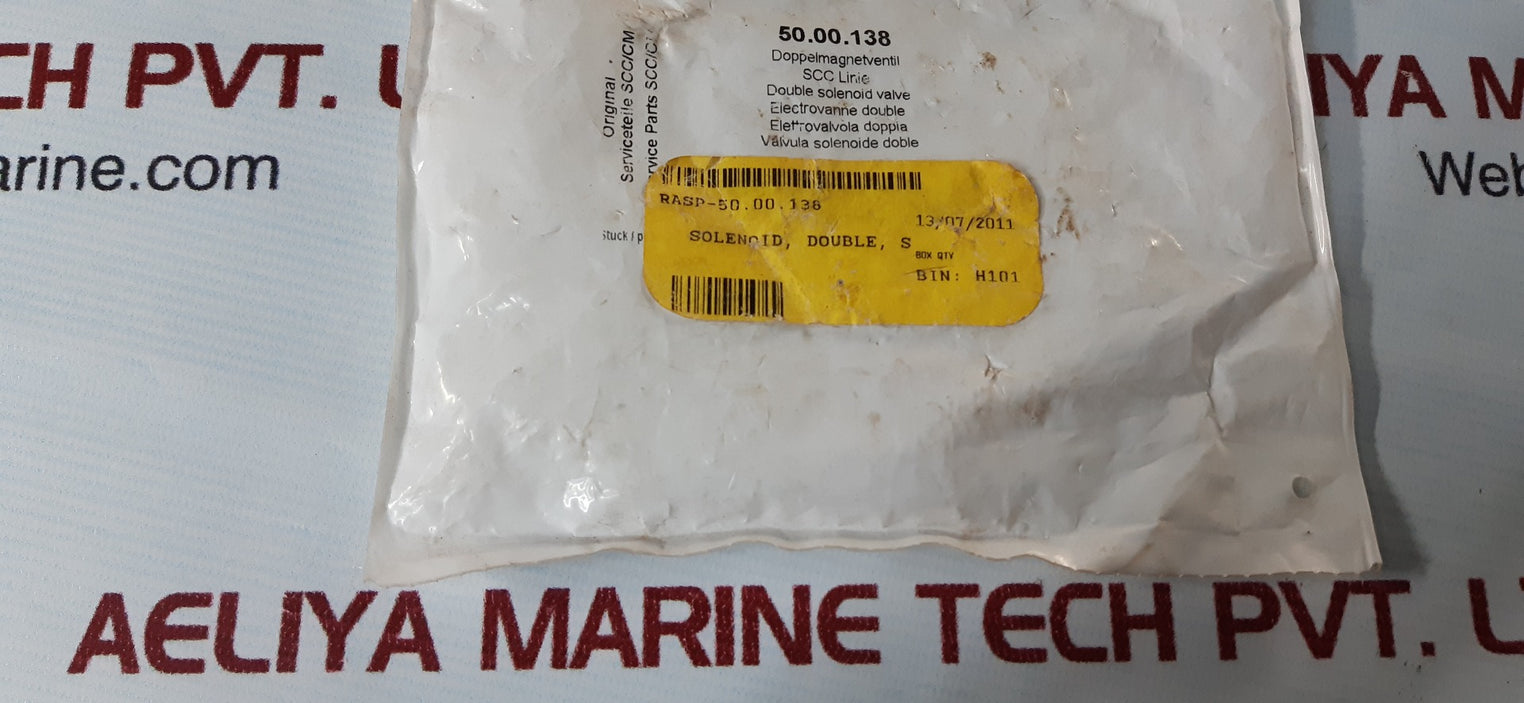 CH PVT.
IYA
arine.com
Web
50.00.138
Doppelmagnetventil
SCC Linie
Double solenoid valve
Electrovanne double
Elettrovalvola doppia
Válvula solenoide doble
Original
Serviceteile SCC/CM
rvice Parts SCC/C
Stuck / p
RASP-50.00.138
13/07/2011
SOLENOID, DOUBLE, S
BOX QTY
BIN: H101
AELIYA MARINE TECH PVT.